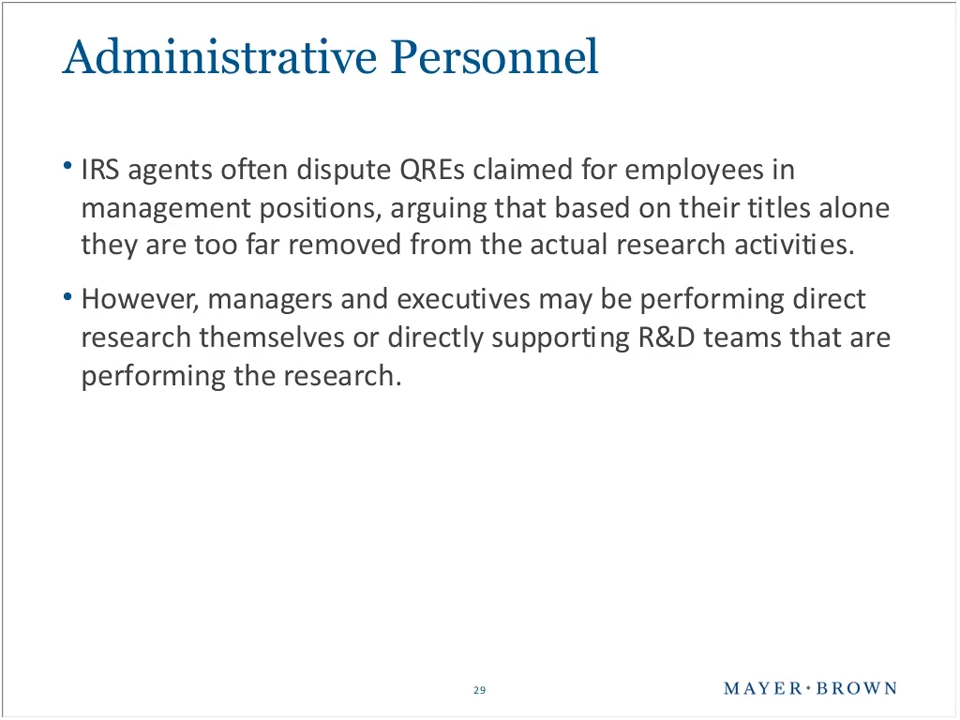 Administrative Personnel
• IRS agents often dispute QREs claimed for employees in
management positions, arguing that based on their titles alone
they are too far removed from the actual research activities.
• However, managers and executives may be performing direct
research themselves or directly supporting R&D teams that are
performing the research.
29
MAYER•BROWN